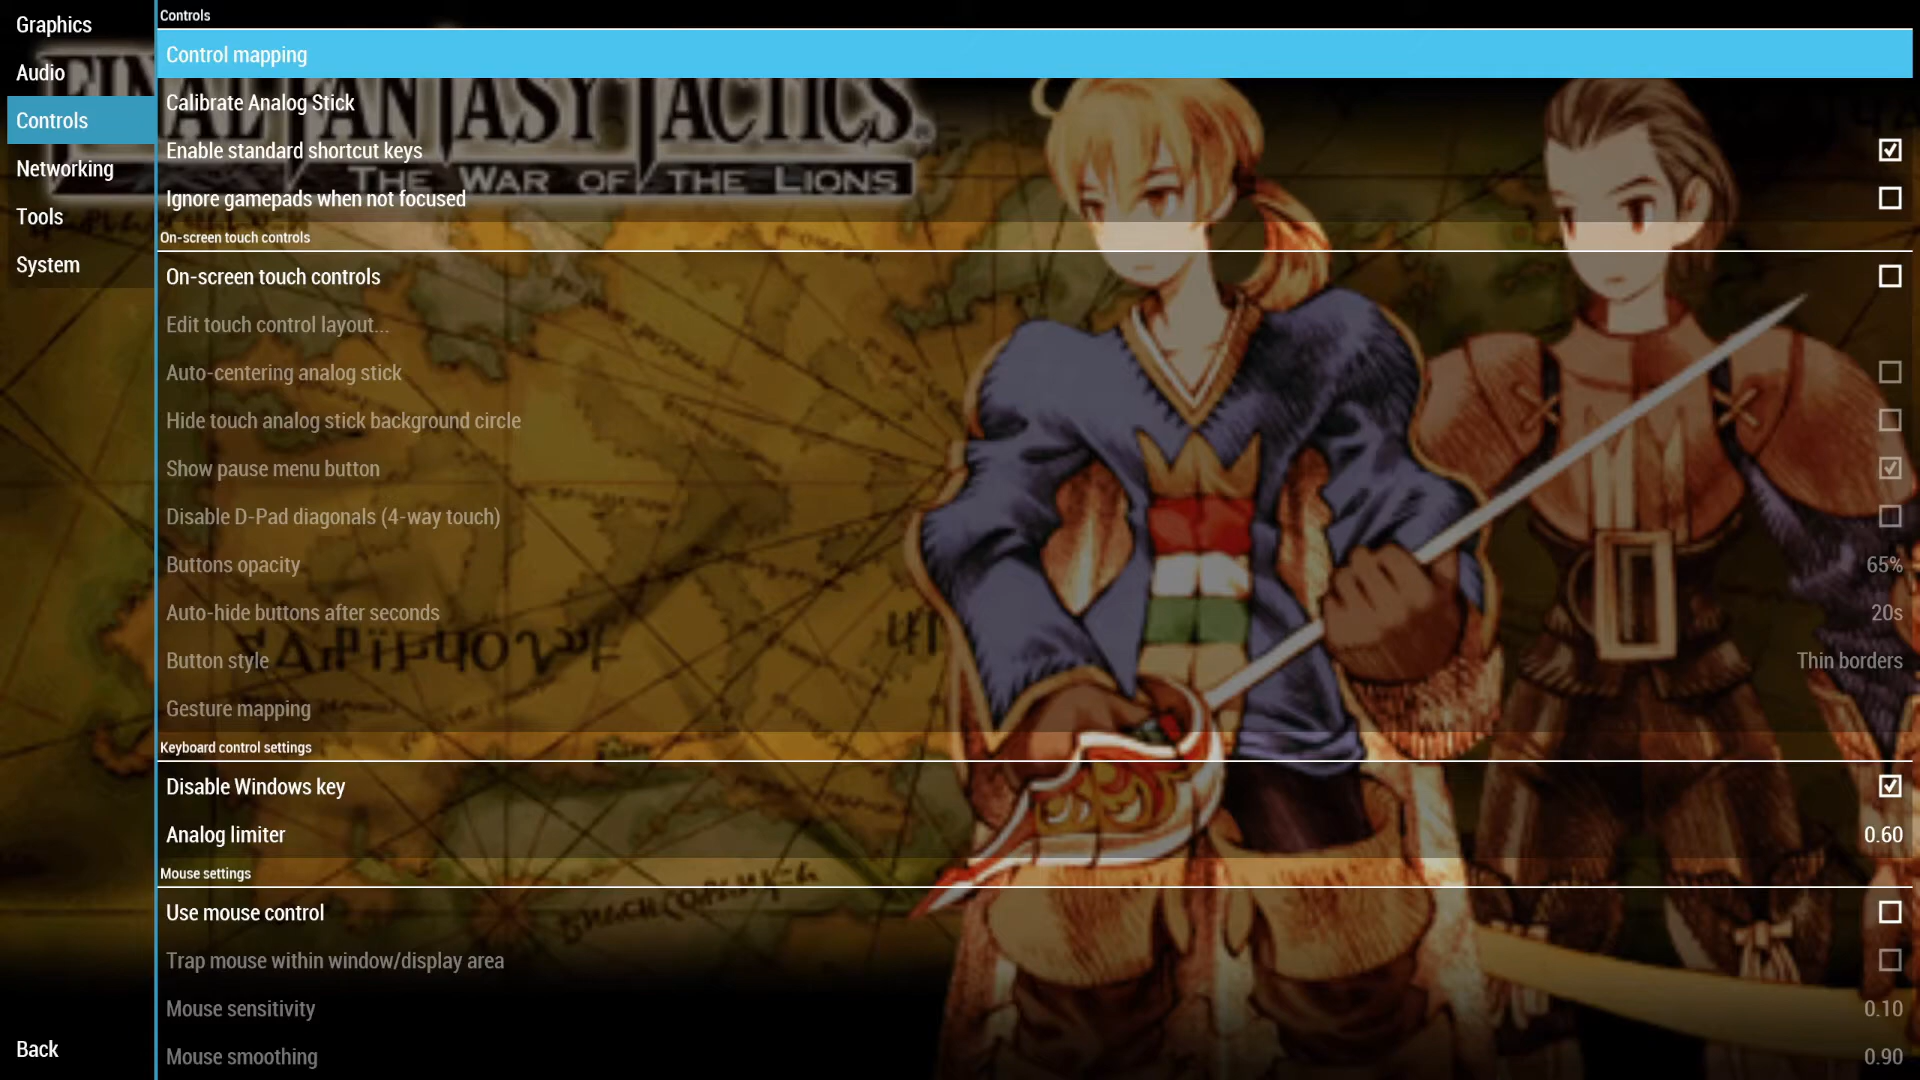 Graphics
Audio
Controls
Networking
Tools
System
Back
FINAL FANTASY TACTICS
THE WAR OF THE LIONS
Controls
Control mapping
Calibrate Analog Stick
Enable standard shortcut keys
Ignore gamepads when not focused
On-screen touch controls
On-screen touch controls
Edit touch control layout...
Auto-centering analog stick
Hide touch analog stick background circle
Show pause menu button
Disable D-Pad diagonals (4-way touch)
Buttons opacity 65%
Auto-hide buttons after seconds 20s
Button style Thin borders
Gesture mapping
Keyboard control settings
Disable Windows key
Analog limiter 0.60
Mouse settings
Use mouse control
Trap mouse within window/display area
Mouse sensitivity 0.10
Mouse smoothing 0.90